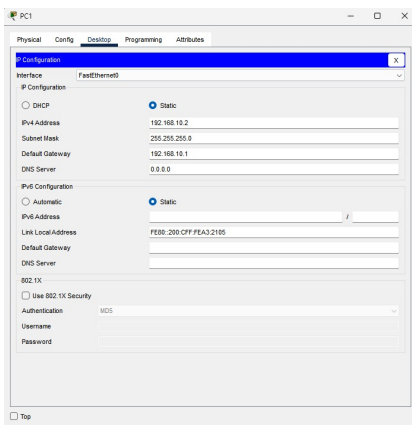 PC1
Physical Config Desktop Programming Attributes
IP Configuration X
Interface FastEthernet0
IP Configuration
DHCP Static
IPv4 Address 192.168.10.2
Subnet Mask 255.255.255.0
Default Gateway 192.168.10.1
DNS Server 0.0.0.0
IPv6 Configuration
Automatic Static
IPv6 Address /
Link Local Address FE80::200:CFF:FEA3:2105
Default Gateway
DNS Server
802.1X
Use 802.1X Security
Authentication MD5
Username
Password
Top